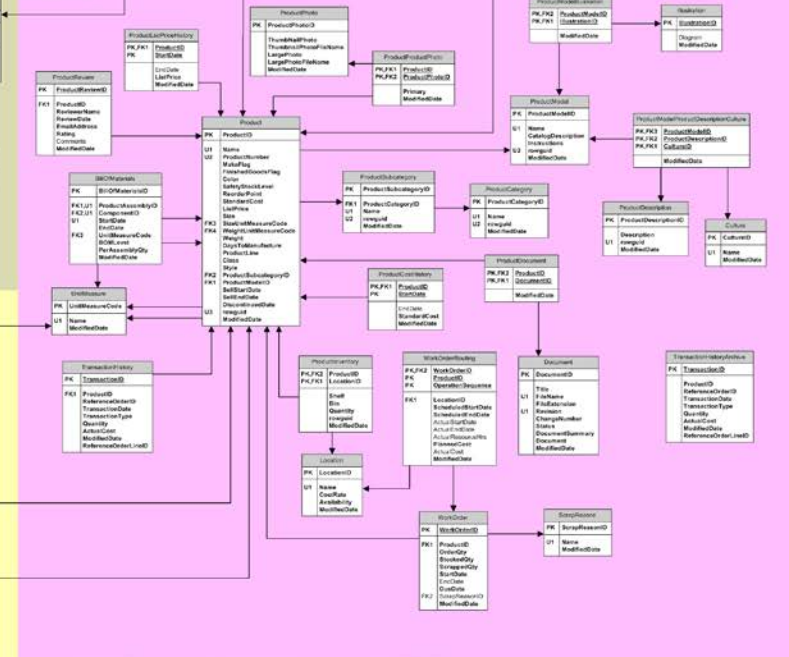 ProductPhoto
PK ProductPhotoID
ThumbNailPhoto
ThumbnailPhotoFileName
LargePhoto
LargePhotoFileName
ModifiedDate
ProductModelIllustration
PK,FK2 ProductModelID
PK,FK1 IllustrationID
ModifiedDate
Illustration
PK IllustrationID
Diagram
ModifiedDate
ProductListPriceHistory
PK,FK1 ProductID
PK StartDate
EndDate
ListPrice
ModifiedDate
ProductProductPhoto
PK,FK1 ProductID
PK,FK2 ProductPhotoID
Primary
ModifiedDate
ProductReview
PK ProductReviewID
FK1 ProductID
ReviewerName
ReviewDate
EmailAddress
Rating
Comments
ModifiedDate
Product
PK ProductID
U1 Name
U2 ProductNumber
MakeFlag
FinishedGoodsFlag
Color
SafetyStockLevel
ReorderPoint
StandardCost
ListPrice
Size
FK3 SizeUnitMeasureCode
FK4 WeightUnitMeasureCode
Weight
DaysToManufacture
ProductLine
Class
Style
FK2 ProductSubcategoryID
FK1 ProductModelID
SellStartDate
SellEndDate
DiscontinuedDate
U3 rowguid
ModifiedDate
ProductModel
PK ProductModelID
U1 Name
CatalogDescription
Instructions
U2 rowguid
ModifiedDate
ProductModelProductDescriptionCulture
PK,FK3 ProductModelID
PK,FK2 ProductDescriptionID
PK,FK1 CultureID
ModifiedDate
BillOfMaterials
PK BillOfMaterialsID
FK1,U1 ProductAssemblyID
FK2,U1 ComponentID
U1 StartDate
EndDate
FK3 UnitMeasureCode
BOMLevel
PerAssemblyQty
ModifiedDate
ProductSubcategory
PK ProductSubcategoryID
FK1 ProductCategoryID
U1 Name
U2 rowguid
ModifiedDate
ProductCategory
PK ProductCategoryID
U1 Name
U2 rowguid
ModifiedDate
ProductDescription
PK ProductDescriptionID
Description
U1 rowguid
ModifiedDate
Culture
PK CultureID
U1 Name
ModifiedDate
ProductDocument
PK,FK2 ProductID
PK,FK1 DocumentID
ModifiedDate
ProductCostHistory
PK,FK1 ProductID
PK StartDate
EndDate
StandardCost
ModifiedDate
UnitMeasure
PK UnitMeasureCode
U1 Name
ModifiedDate
TransactionHistory
PK TransactionID
FK1 ProductID
ReferenceOrderID
TransactionDate
TransactionType
Quantity
ActualCost
ModifiedDate
ReferenceOrderLineID
ProductInventory
PK,FK2 ProductID
PK,FK1 LocationID
Shelf
Bin
Quantity
rowguid
ModifiedDate
WorkOrderRouting
PK,FK2 WorkOrderID
PK ProductID
PK OperationSequence
FK1 LocationID
ScheduledStartDate
ScheduledEndDate
ActualStartDate
ActualEndDate
ActualResourceHrs
PlannedCost
ActualCost
ModifiedDate
Document
PK DocumentID
Title
U1 FileName
FileExtension
U1 Revision
ChangeNumber
Status
DocumentSummary
Document
ModifiedDate
TransactionHistoryArchive
PK TransactionID
ProductID
ReferenceOrderID
TransactionDate
TransactionType
Quantity
ActualCost
ModifiedDate
ReferenceOrderLineID
Location
PK LocationID
U1 Name
CostRate
Availability
ModifiedDate
WorkOrder
PK WorkOrderID
FK1 ProductID
OrderQty
StockedQty
ScrappedQty
StartDate
EndDate
DueDate
FK2 ScrapReasonID
ModifiedDate
ScrapReason
PK ScrapReasonID
U1 Name
ModifiedDate